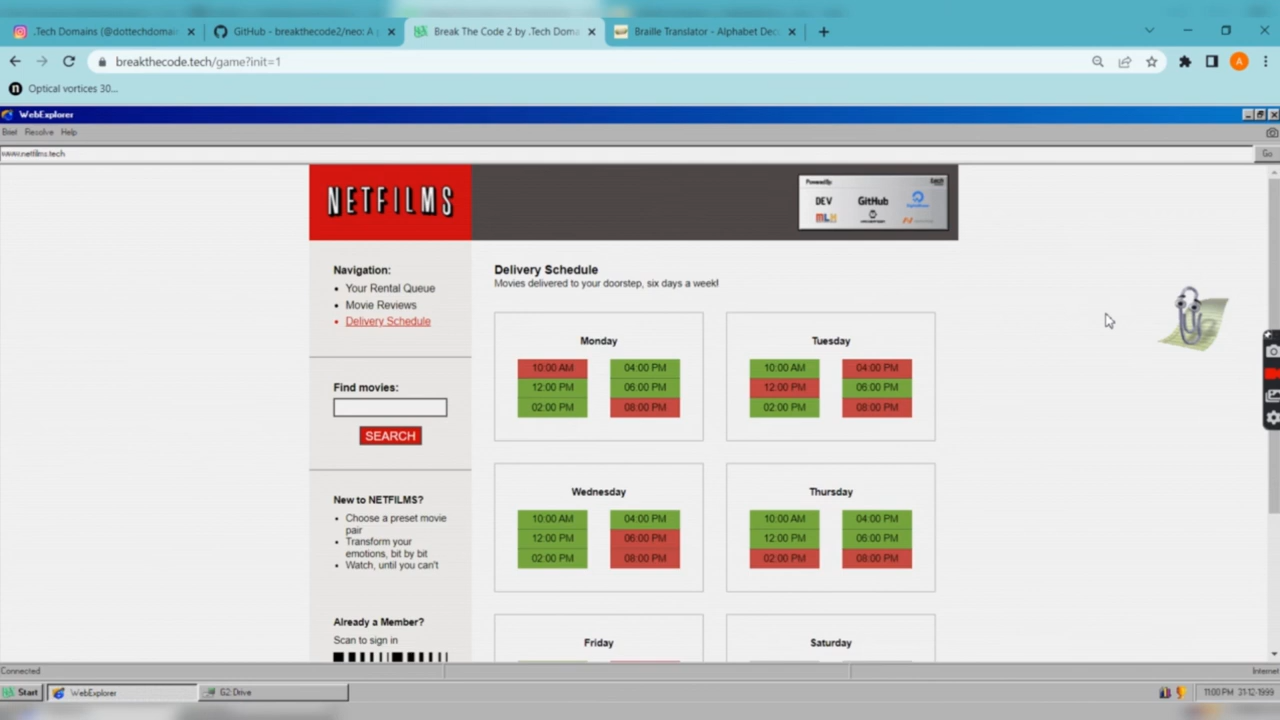 .Tech Domains (@dottechdomai
GitHub - breakthecode2/neo: A p
Break The Code 2 by .Tech Doma
Braille Translator - Alphabet Dec
breakthecode.tech/game?init=1
A
n
Optical vortices 30...
WebExplorer
Brief Resolve Help
www.netfilms.tech
Go
NETFILMS
Powered By
.tech
DEV
GitHub
DigitalOcean
MLH
Navigation:
Your Rental Queue
Movie Reviews
Delivery Schedule
Find movies:
SEARCH
New to NETFILMS?
Choose a preset movie
pair
Transform your
emotions, bit by bit
Watch, until you can't
Already a Member?
Scan to sign in
Delivery Schedule
Movies delivered to your doorstep, six days a week!
Monday
10:00 AM 04:00 PM
12:00 PM 06:00 PM
02:00 PM 08:00 PM
Tuesday
10:00 AM 04:00 PM
12:00 PM 06:00 PM
02:00 PM 08:00 PM
Wednesday
10:00 AM 04:00 PM
12:00 PM 06:00 PM
02:00 PM 08:00 PM
Thursday
10:00 AM 04:00 PM
12:00 PM 06:00 PM
02:00 PM 08:00 PM
Friday
Saturday
Connected
Internet
Start
WebExplorer
G2:Drive
11:00 PM 31-12-1999